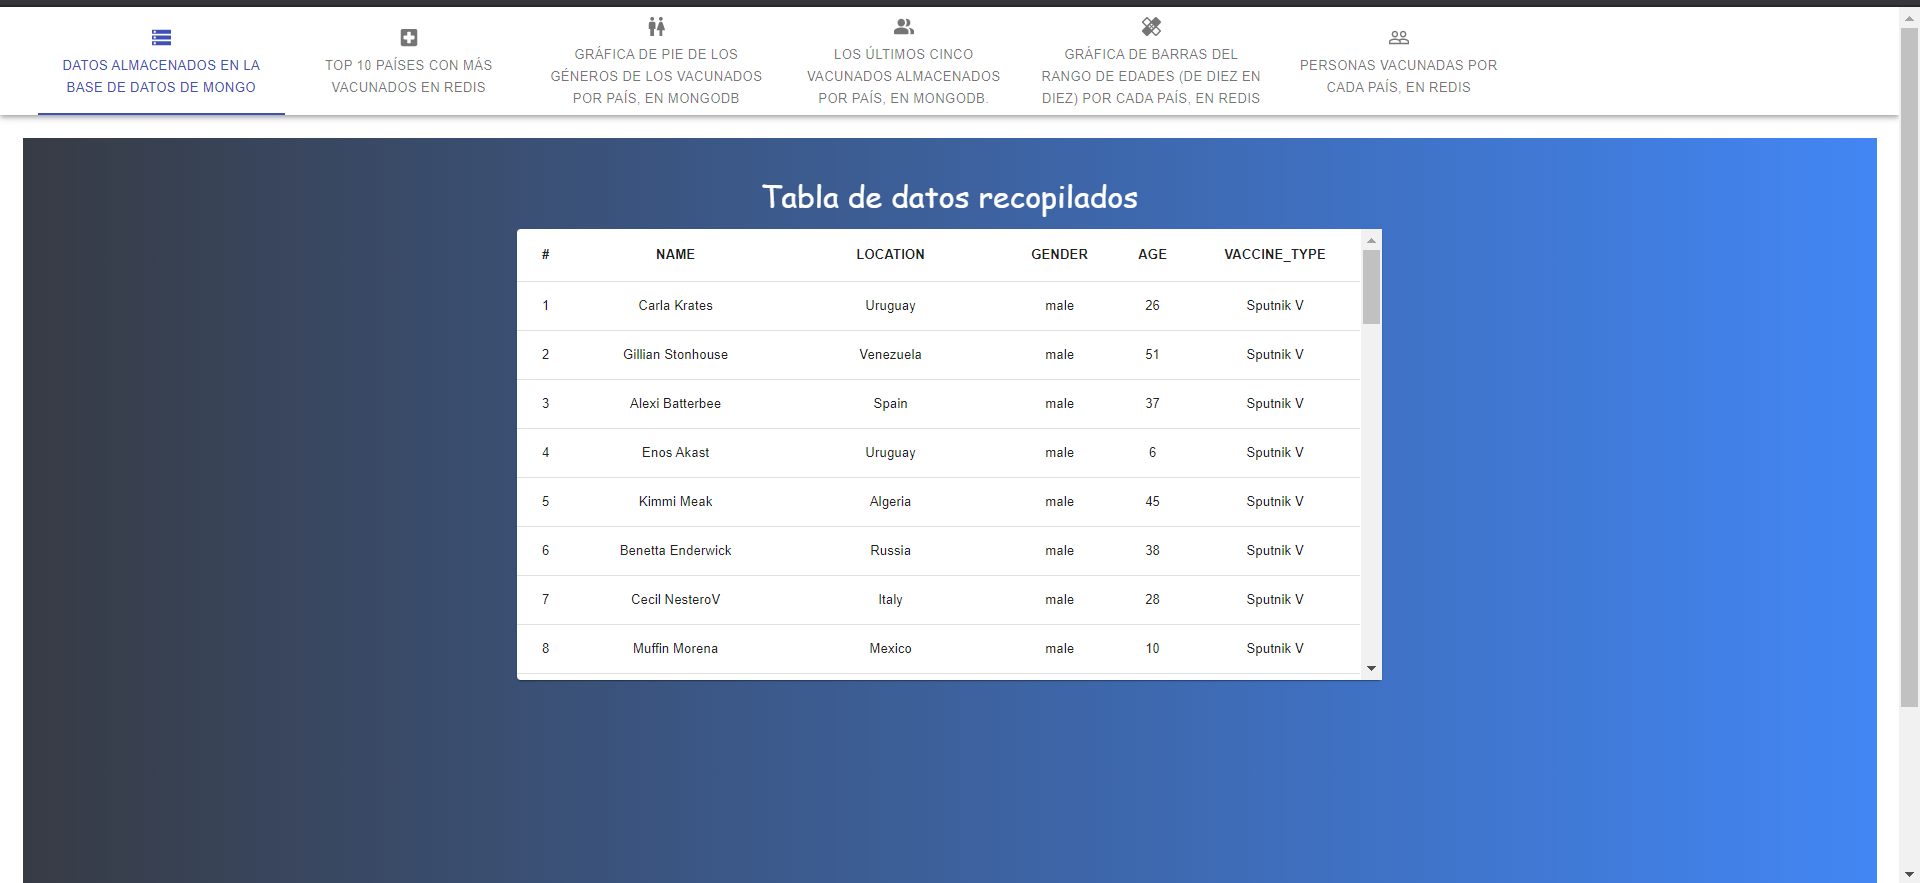 DATOS ALMACENADOS EN LA
BASE DE DATOS DE MONGO
TOP 10 PAÍSES CON MÁS
VACUNADOS EN REDIS
GRÁFICA DE PIE DE LOS
GÉNEROS DE LOS VACUNADOS
POR PAÍS, EN MONGODB
LOS ÚLTIMOS CINCO
VACUNADOS ALMACENADOS
POR PAÍS, EN MONGODB.
GRÁFICA DE BARRAS DEL
RANGO DE EDADES (DE DIEZ EN
DIEZ) POR CADA PAÍS, EN REDIS
PERSONAS VACUNADAS POR
CADA PAÍS, EN REDIS
Tabla de datos recopilados
# NAME LOCATION GENDER AGE VACCINE_TYPE
1 Carla Krates Uruguay male 26 Sputnik V
2 Gillian Stonhouse Venezuela male 51 Sputnik V
3 Alexi Batterbee Spain male 37 Sputnik V
4 Enos Akast Uruguay male 6 Sputnik V
5 Kimmi Meak Algeria male 45 Sputnik V
6 Benetta Enderwick Russia male 38 Sputnik V
7 Cecil NesteroV Italy male 28 Sputnik V
8 Muffin Morena Mexico male 10 Sputnik V